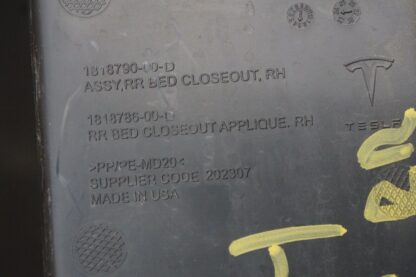 1818790-00-D
ASSY,RR BED CLOSEOUT, RH
1818786-00-D
RR BED CLOSEOUT APPLIQUE. RH
TESLA
>PP/PE-MD20<
SUPPLIER CODE 202307
MADE IN USA